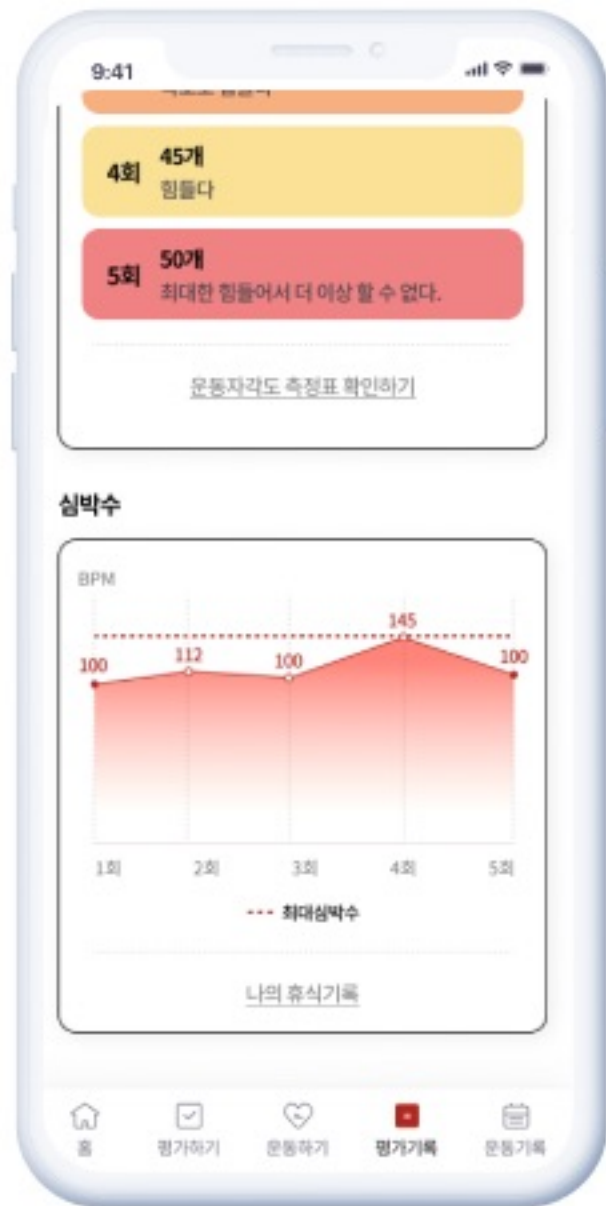 9:41
4회
45개
힘들다
5회
50개
최대한 힘들어서 더 이상 할 수 없다.
운동자각도 측정표 확인하기
심박수
BPM
100 112 100 145 100
1회 2회 3회 4회 5회
최대심박수
나의 휴식기록
홈 평가하기 운동하기 평가기록 운동기록